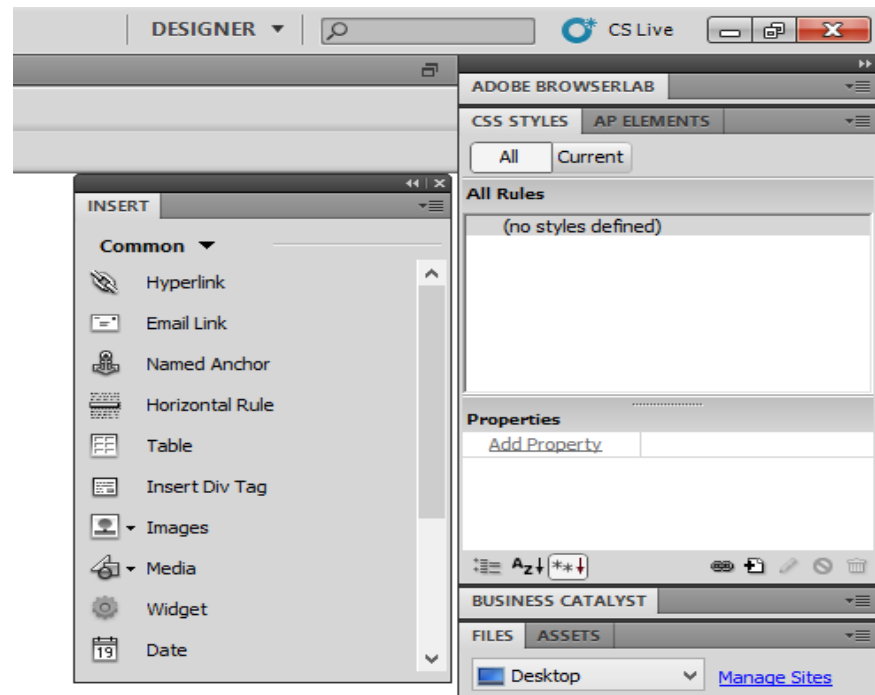 DESIGNER
CS Live
ADOBE BROWSERLAB
CSS STYLES AP ELEMENTS
All Current
All Rules
(no styles defined)
Properties
Add Property
BUSINESS CATALYST
FILES ASSETS
Desktop Manage Sites
INSERT
Common
Hyperlink
Email Link
Named Anchor
Horizontal Rule
Table
Insert Div Tag
Images
Media
Widget
19 Date